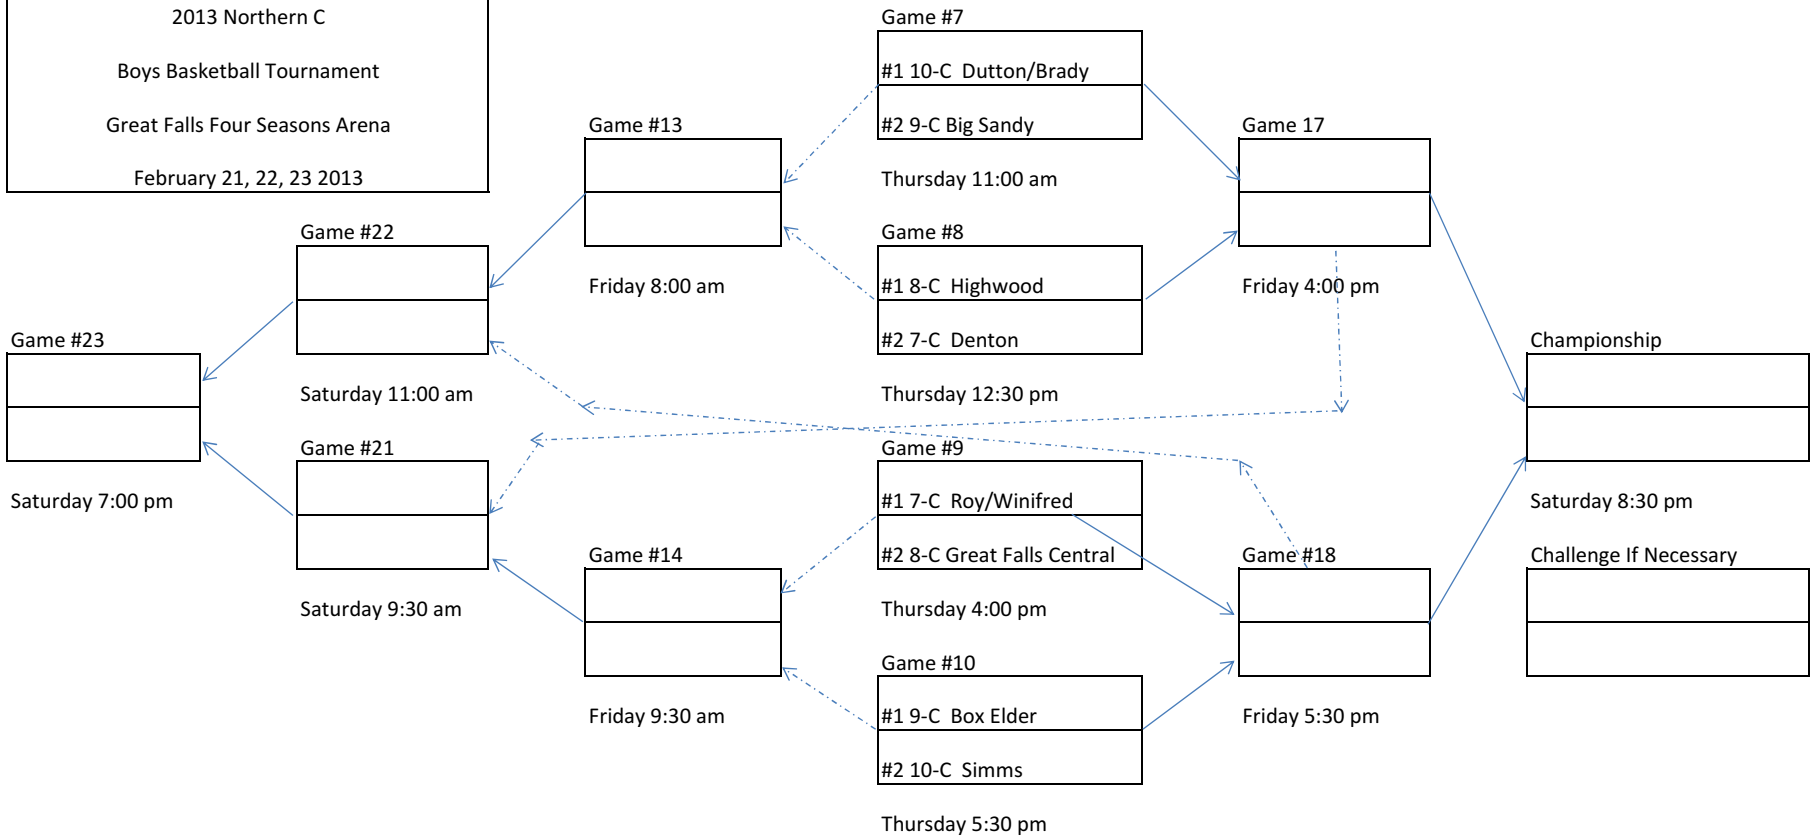 2013 Northern C
Boys Basketball Tournament
Great Falls Four Seasons Arena
February 21, 22, 23 2013
Game #23
Saturday 7:00 pm
Game #22
Saturday 11:00 am
Game #21
Saturday 9:30 am
Game #13
Friday 8:00 am
Game #14
Friday 9:30 am
Game #7
#1 10-C Dutton/Brady
#2 9-C Big Sandy
Thursday 11:00 am
Game #8
#1 8-C Highwood
#2 7-C Denton
Thursday 12:30 pm
Game #9
#1 7-C Roy/Winifred
#2 8-C Great Falls Central
Thursday 4:00 pm
Game #10
#1 9-C Box Elder
#2 10-C Simms
Thursday 5:30 pm
Game 17
Friday 4:00 pm
Game #18
Friday 5:30 pm
Championship
Saturday 8:30 pm
Challenge If Necessary